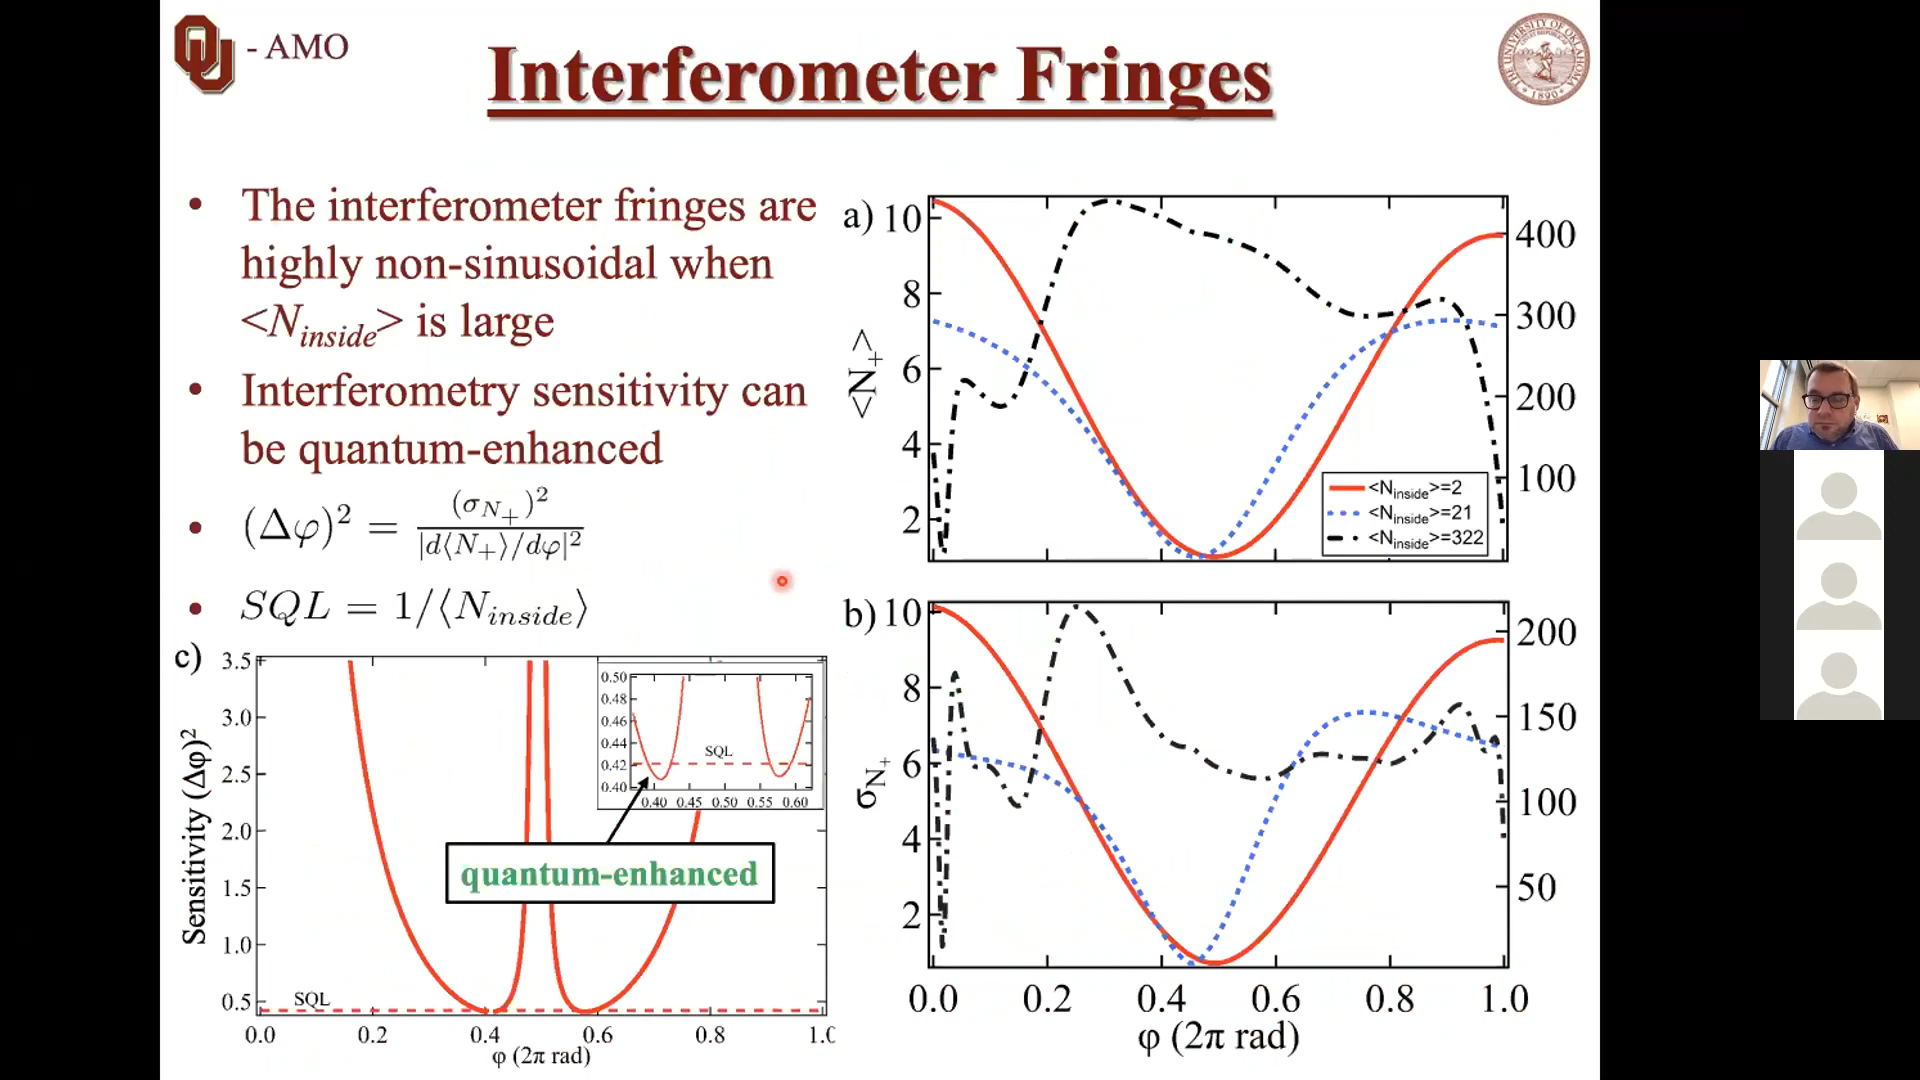 - AMO
Interferometer Fringes
• The interferometer fringes are
highly non-sinusoidal when
<N_inside> is large
• Interferometry sensitivity can
be quantum-enhanced
• (Δφ)² = (σ_N₊)² / |d⟨N₊⟩/dφ|²
• SQL = 1/⟨N_inside⟩
a)
10
8
6
4
2
<N₊>
400
300
200
100
<N_inside>=2
<N_inside>=21
<N_inside>=322
b)
10
8
6
4
2
σ_N₊
200
150
100
50
0.0 0.2 0.4 0.6 0.8 1.0
φ (2π rad)
c)
3.5
3.0
2.5
2.0
1.5
1.0
0.5
Sensitivity (Δφ)²
SQL
0.50
0.48
0.46
0.44
0.42
0.40
SQL
0.40 0.45 0.50 0.55 0.60
quantum-enhanced
0.0 0.2 0.4 0.6 0.8 1.0
φ (2π rad)
THE UNIVERSITY OF OKLAHOMA
1890